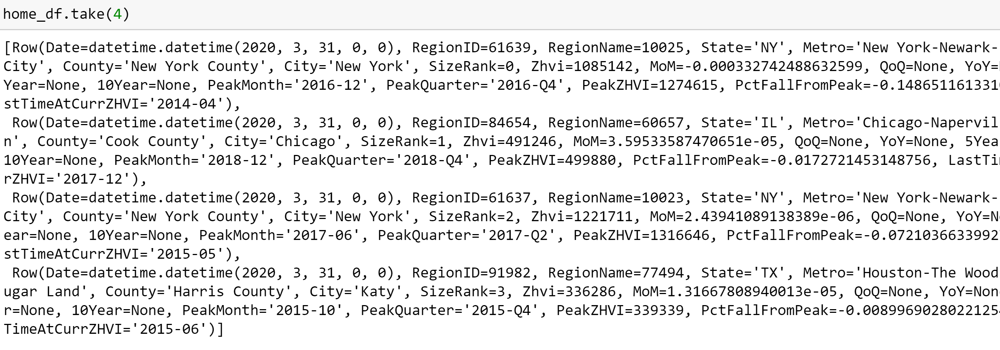 home_df.take(4)
[Row(Date=datetime.datetime(2020, 3, 31, 0, 0), RegionID=61639, RegionName=10025, State='NY', Metro='New York-Newark-
City', County='New York County', City='New York', SizeRank=0, Zhvi=1085142, MoM=-0.000332742488632599, QoQ=None, YoY=
Year=None, 10Year=None, PeakMonth='2016-12', PeakQuarter='2016-Q4', PeakZHVI=1274615, PctFallFromPeak=-0.148651161331
stTimeAtCurrZHVI='2014-04'),
 Row(Date=datetime.datetime(2020, 3, 31, 0, 0), RegionID=84654, RegionName=60657, State='IL', Metro='Chicago-Napervil
n', County='Cook County', City='Chicago', SizeRank=1, Zhvi=491246, MoM=3.59533587470651e-05, QoQ=None, YoY=None, 5Yea
10Year=None, PeakMonth='2018-12', PeakQuarter='2018-Q4', PeakZHVI=499880, PctFallFromPeak=-0.0172721453148756, LastTi
rZHVI='2017-12'),
 Row(Date=datetime.datetime(2020, 3, 31, 0, 0), RegionID=61637, RegionName=10023, State='NY', Metro='New York-Newark-
City', County='New York County', City='New York', SizeRank=2, Zhvi=1221711, MoM=2.43941089138389e-06, QoQ=None, YoY=N
ear=None, 10Year=None, PeakMonth='2017-06', PeakQuarter='2017-Q2', PeakZHVI=1316646, PctFallFromPeak=-0.0721036633992
stTimeAtCurrZHVI='2015-05'),
 Row(Date=datetime.datetime(2020, 3, 31, 0, 0), RegionID=91982, RegionName=77494, State='TX', Metro='Houston-The Wood
ugar Land', County='Harris County', City='Katy', SizeRank=3, Zhvi=336286, MoM=1.31667808940013e-05, QoQ=None, YoY=Non
r=None, 10Year=None, PeakMonth='2015-10', PeakQuarter='2015-Q4', PeakZHVI=339339, PctFallFromPeak=-0.0089969028022125
TimeAtCurrZHVI='2015-06')]